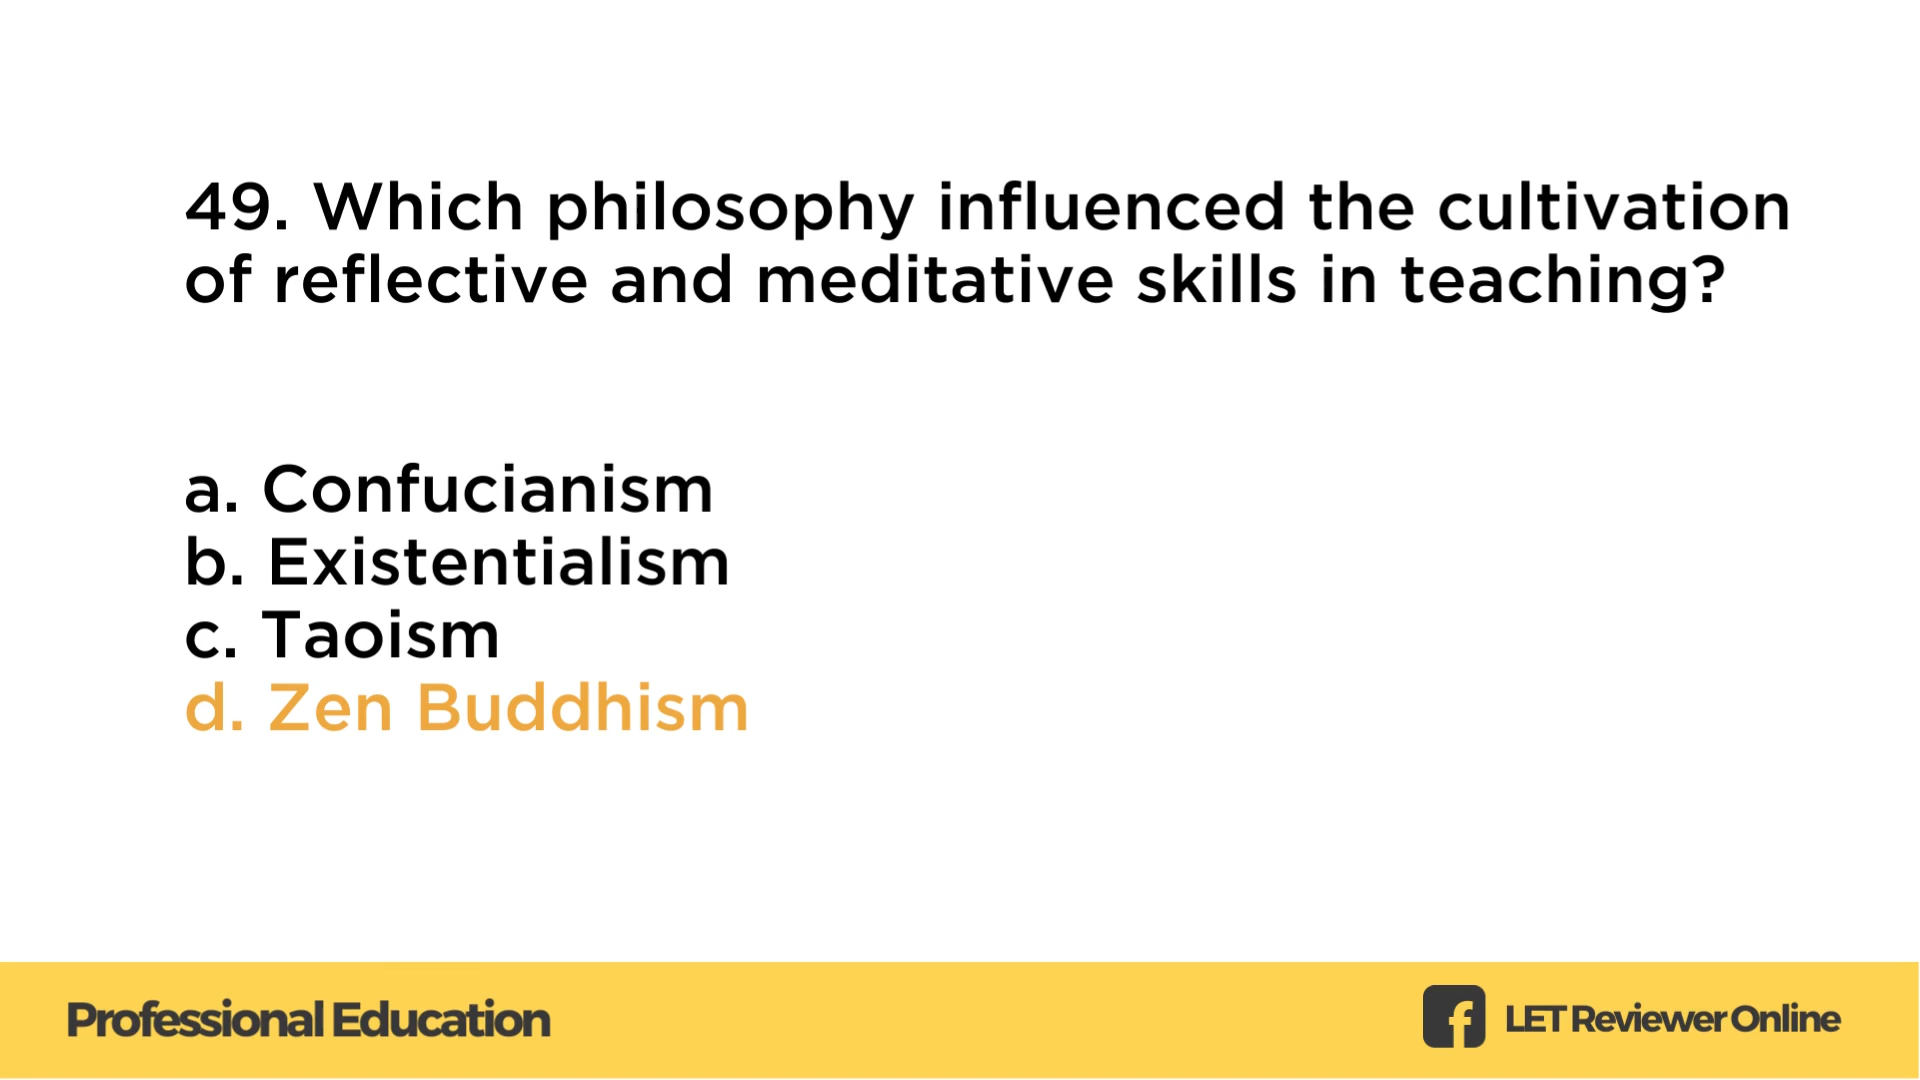 49. Which philosophy influenced the cultivation
of reflective and meditative skills in teaching?
a. Confucianism
b. Existentialism
c. Taoism
d. Zen Buddhism
Professional Education
LET Reviewer Online